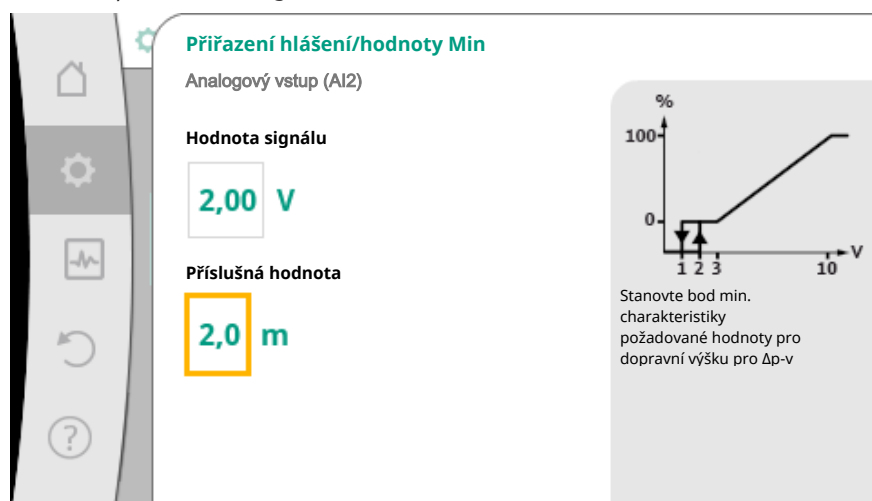 Přiřazení hlášení/hodnoty Min
Analogový vstup (AI2)
Hodnota signálu
2,00 V
Příslušná hodnota
2,0 m
%
100
0
1 2 3 10 V
Stanovte bod min.
charakteristiky
požadované hodnoty pro
dopravní výšku pro Δp-v
?